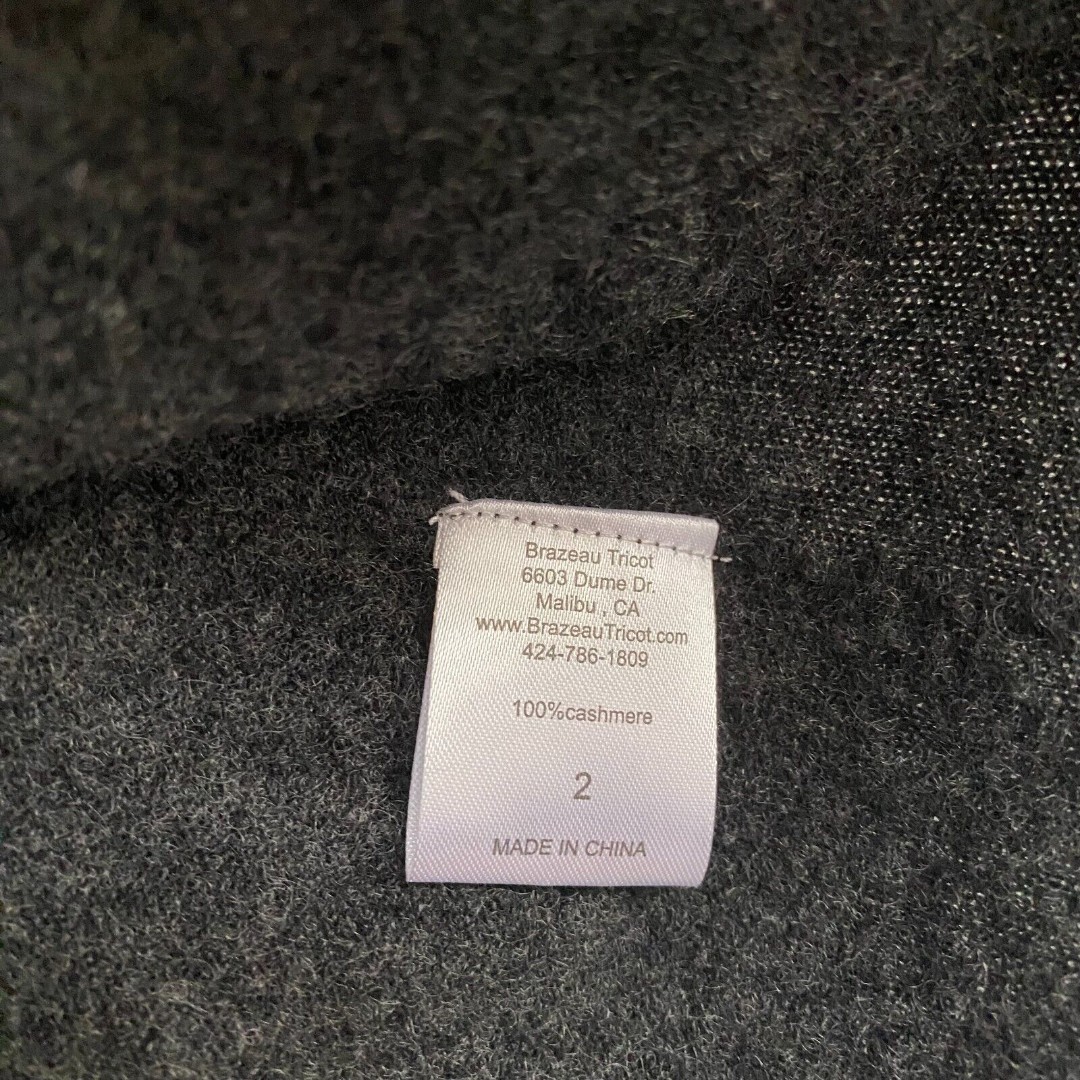 Brazeau Tricot
6603 Dume Dr.
Malibu , CA
www.BrazeauTricot.com
424-786-1809
100%cashmere
2
MADE IN CHINA